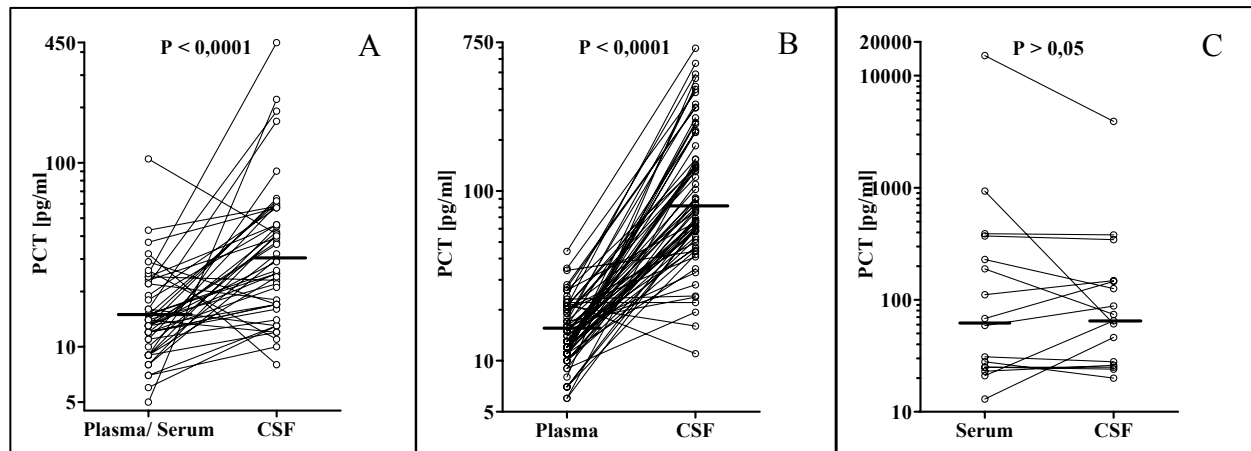 A
P < 0,0001
PCT [pg/ml]
450
100
10
5
Plasma/ Serum
CSF
B
P < 0,0001
PCT [pg/ml]
750
100
10
5
Plasma
CSF
C
P > 0,05
PCT [pg/ml]
20000
10000
1000
100
10
Serum
CSF